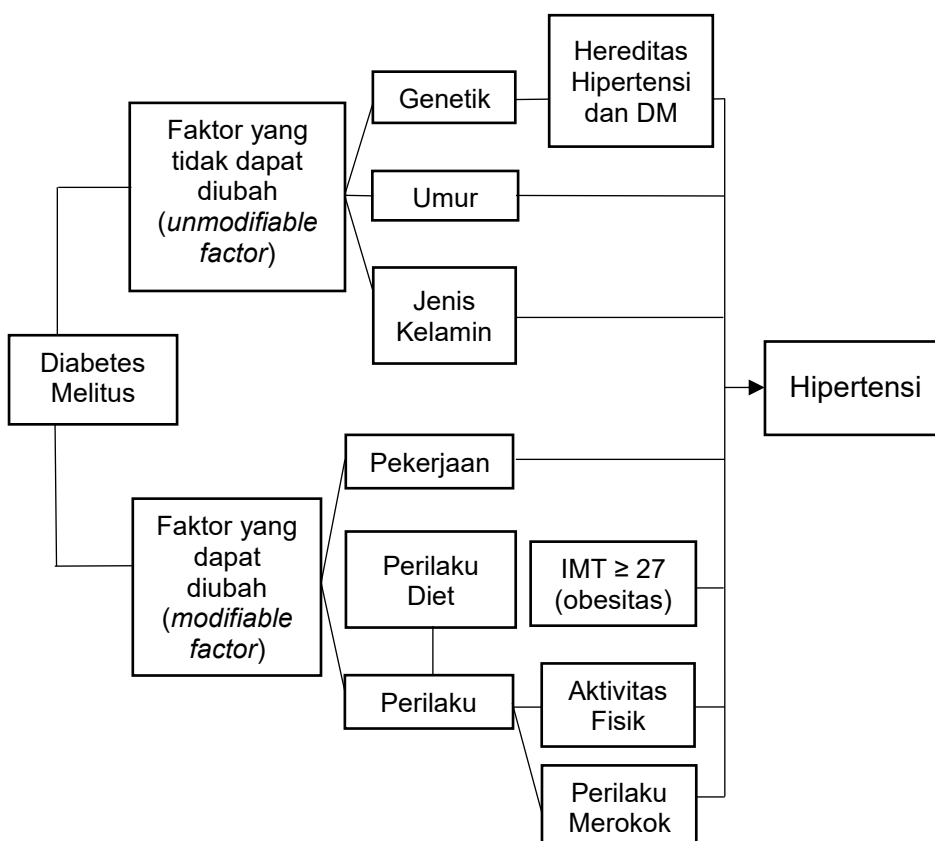 Hereditas
Hipertensi
dan DM
Genetik
Faktor yang
tidak dapat
diubah
(unmodifiable
factor)
Umur
Jenis
Kelamin
Diabetes
Melitus
Hipertensi
Pekerjaan
Faktor yang
dapat
diubah
(modifiable
factor)
Perilaku
Diet
IMT ≥ 27
(obesitas)
Perilaku
Aktivitas
Fisik
Perilaku
Merokok